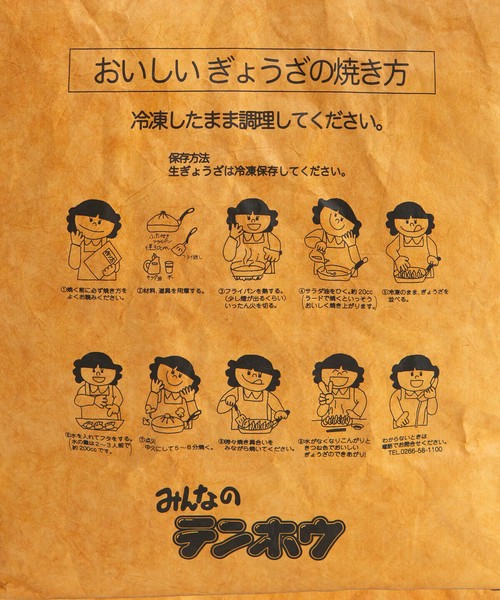 おいしいぎょうざの焼き方
冷凍したまま調理してください。
保存方法
生ぎょうざは冷凍保存してください。
①焼く前に必ず焼き方を
よくお読みください。
②材料、道具を用意する。
③フライパンを熱する。
(少し煙が出るくらい)
いったん火を切る。
④サラダ油をひく。約20cc
ラードで焼くといっそう
おいしく焼き上がります。
⑤冷凍のまま、ぎょうざを
並べる。
⑥水を入れてフタをする。
水の量は2〜3人前で
約200ccです。
⑦点火
中火にして5〜8分焼く。
⑧時々焼き具合いを
みながら焼いてください。
⑨水がなくなりこんがりと
きつね色でおいしい
ぎょうざのできあがり!
わからないときは
電話でお問合せください。
TEL.0266-58-1100
みんなの
テンホウ